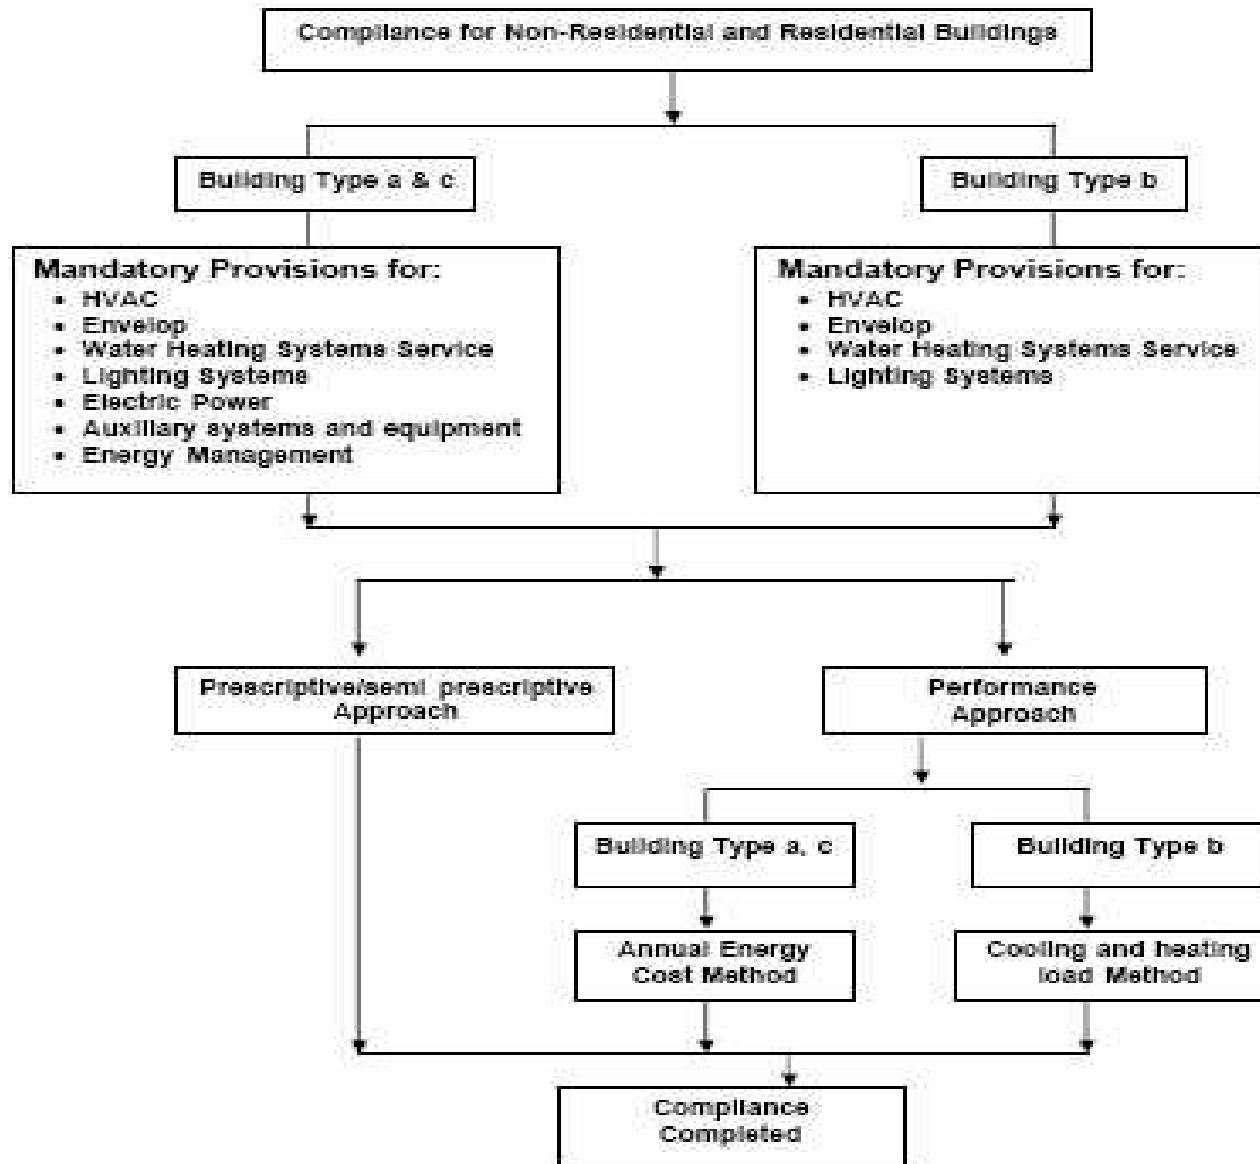 Compliance for Non-Residential and Residential Buildings
Building Type a & c
Building Type b
Mandatory Provisions for:
• HVAC
• Envelop
• Water Heating Systems Service
• Lighting Systems
• Electric Power
• Auxiliary systems and equipment
• Energy Management
Mandatory Provisions for:
• HVAC
• Envelop
• Water Heating Systems Service
• Lighting Systems
Prescriptive/semi prescriptive
Approach
Performance
Approach
Building Type a, c
Building Type b
Annual Energy
Cost Method
Cooling and heating
load Method
Compliance
Completed